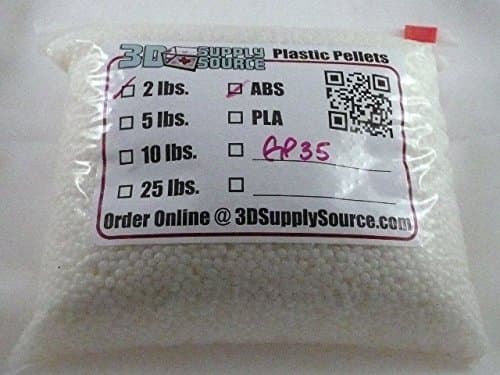 3D SUPPLY SOURCE Plastic Pellets
2 lbs. ABS
5 lbs. PLA
10 lbs. GP35
25 lbs.
Order Online @ 3DSupplySource.com